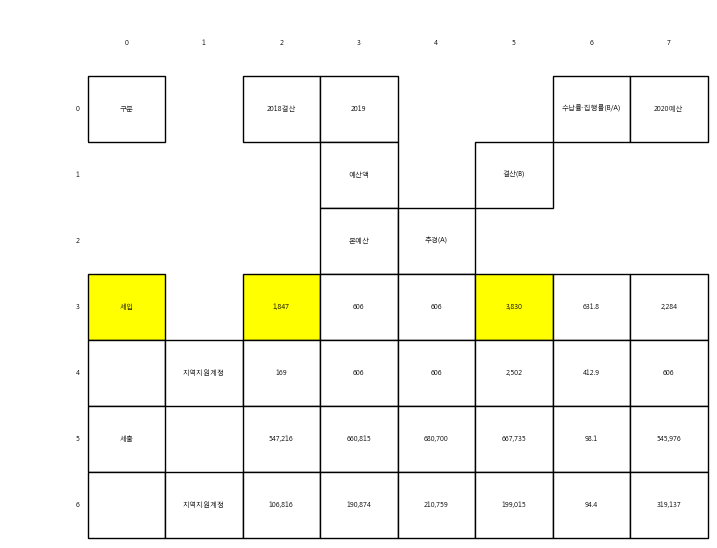 0 1 2 3 4 5 6 7
0 구분 2018결산 2019 수납률·집행률(B/A) 2020예산
1 예산액 결산(B)
2 본예산 추경(A)
3 세입 1,847 606 606 3,830 631.8 2,284
4 지역지원계정 169 606 606 2,502 412.9 606
5 세출 547,216 660,815 680,700 667,735 98.1 545,976
6 지역지원계정 106,816 190,874 210,759 199,015 94.4 319,137